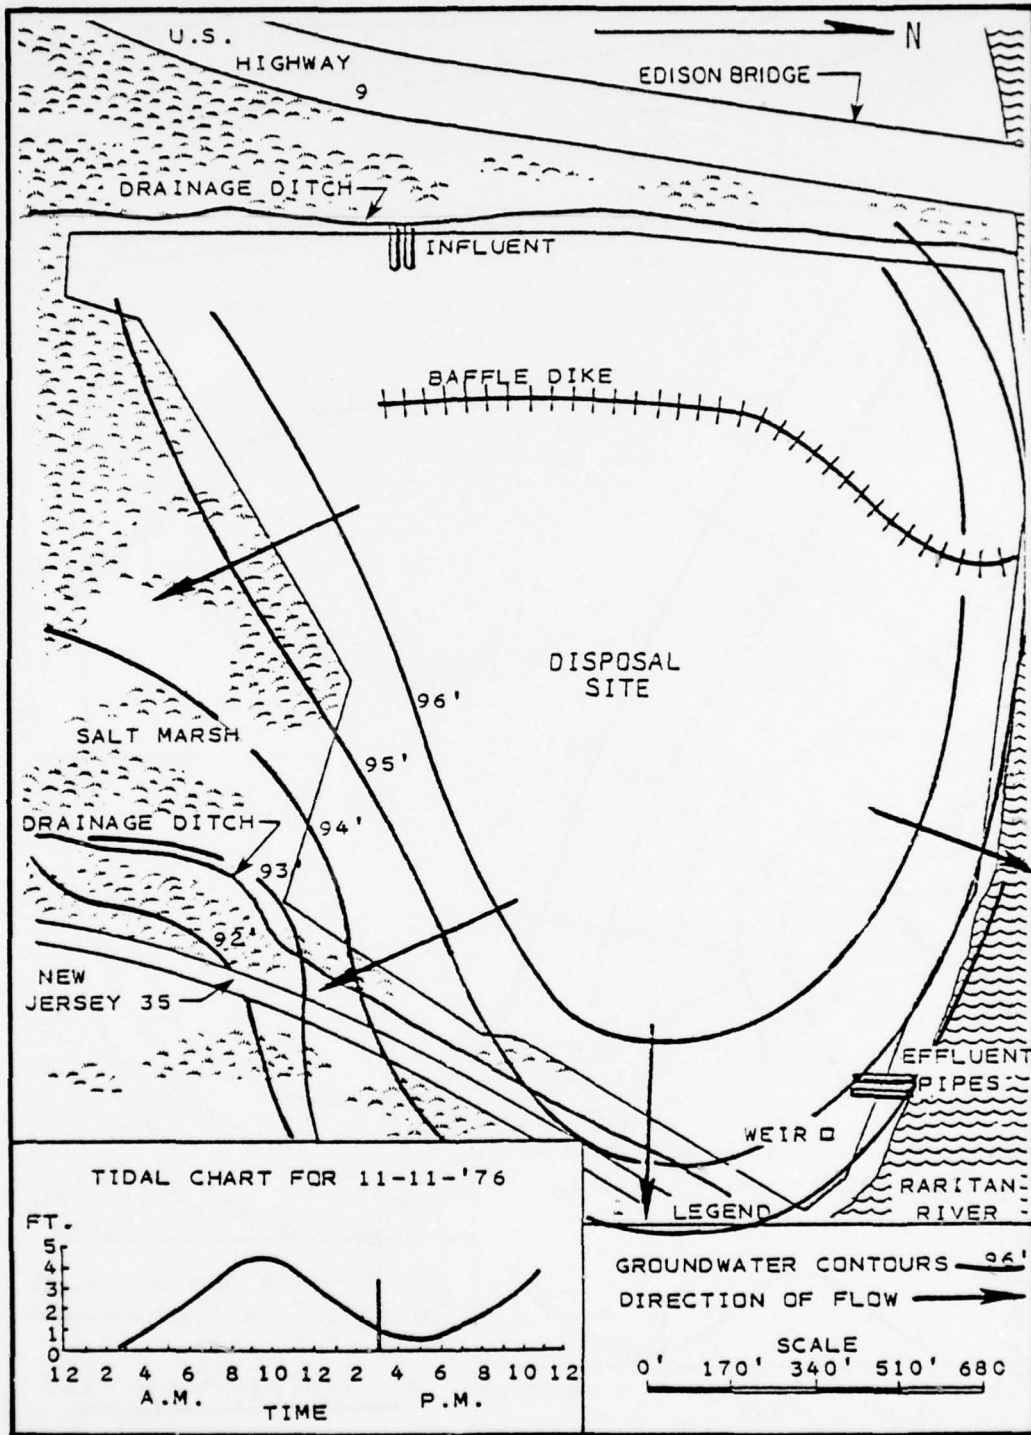 U.S.
HIGHWAY
9
N
EDISON BRIDGE
DRAINAGE DITCH
INFLUENT
BAFFLE DIKE
DISPOSAL
SITE
96'
SALT MARSH
95'
DRAINAGE DITCH
94'
93'
92'
NEW
JERSEY 35
EFFLUENT
PIPES
WEIR
RARITAN
RIVER
TIDAL CHART FOR 11-11-'76
FT.
5
4
3
2
1
0
12 2 4 6 8 10 12 2 4 6 8 10 12
A.M. P.M.
TIME
LEGEND
GROUNDWATER CONTOURS 96'
DIRECTION OF FLOW
SCALE
0' 170' 340' 510' 680